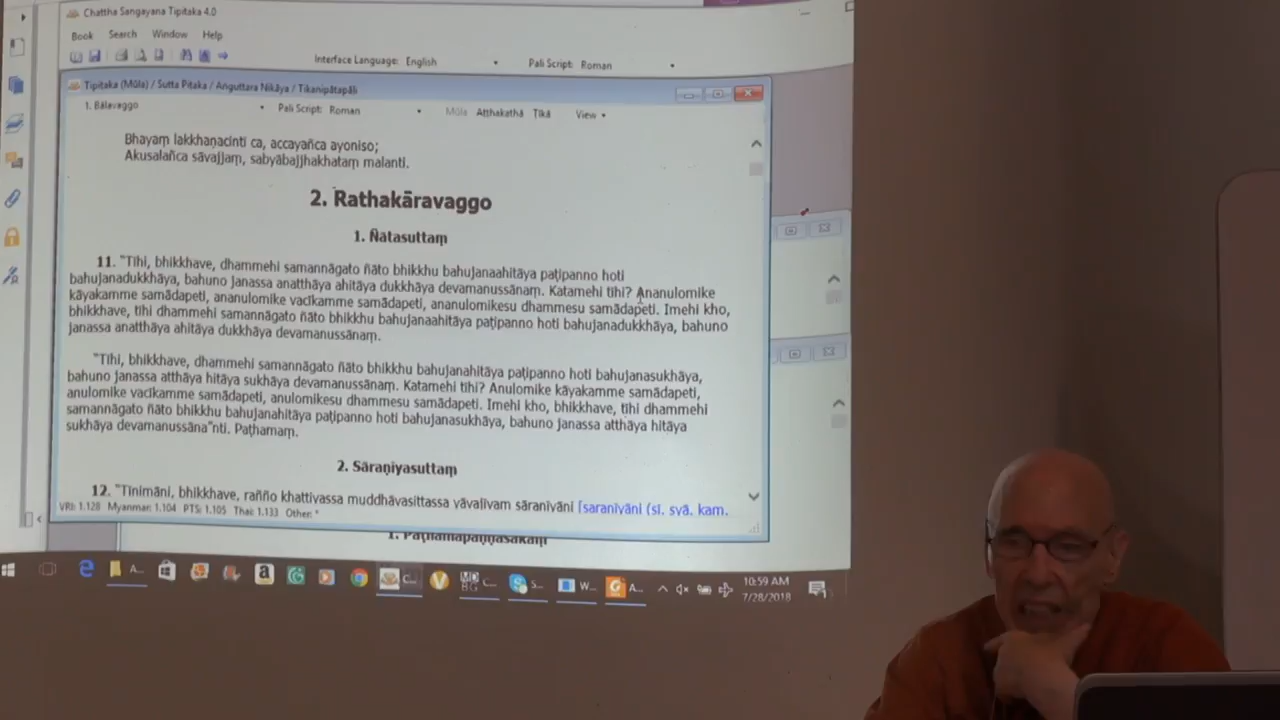 Chattha Sangayana Tipitaka 4.0
Book Search Window Help
Interface Language: English Pali Script: Roman
Tipitaka (Mūla) / Sutta Pitaka / Aṅguttara Nikāya / Tikanipātapāḷi
1. Bālavaggo Pali Script: Roman Mūla Aṭṭhakathā Tīkā View
Bhayaṃ lakkhaṇacintī ca, accayañca ayoniso;
Akusalañca sāvajjaṃ, sabyābajjhakhataṃ malanti.
2. Rathakāravaggo
1. Ñātasuttaṃ
11. "Tīhi, bhikkhave, dhammehi samannāgato ñāto bhikkhu bahujanaahitāya paṭipanno hoti
bahujanadukkhāya, bahuno janassa anatthāya ahitāya dukkhāya devamanussānaṃ. Katamehi tīhi? Ananulomike
kāyakamme samādapeti, ananulomike vacīkamme samādapeti, ananulomikesu dhammesu samādapeti. Imehi kho,
bhikkhave, tīhi dhammehi samannāgato ñāto bhikkhu bahujanaahitāya paṭipanno hoti bahujanadukkhāya, bahuno
janassa anatthāya ahitāya dukkhāya devamanussānaṃ.
"Tīhi, bhikkhave, dhammehi samannāgato ñāto bhikkhu bahujanahitāya paṭipanno hoti bahujanasukhāya,
bahuno janassa atthāya hitāya sukhāya devamanussānaṃ. Katamehi tīhi? Anulomike kāyakamme samādapeti,
anulomike vacīkamme samādapeti, anulomikesu dhammesu samādapeti. Imehi kho, bhikkhave, tīhi dhammehi
samannāgato ñāto bhikkhu bahujanahitāya paṭipanno hoti bahujanasukhāya, bahuno janassa atthāya hitāya
sukhāya devamanussāna"nti. Paṭhamaṃ.
2. Sāraṇīyasuttaṃ
12. "Tīṇimāni, bhikkhave, rañño khattiyassa muddhāvasittassa yāvajīvaṃ sāraṇīyāni [saraṇīyāni (sī. syā. kaṃ.
VRI: 1.128 Myanmar: 1.104 PTS: 1.105 Thai: 1.133 Other: *
1. Paṭhamapaṇṇāsakaṃ
A... C... C... S... W... A...
10:59 AM
7/28/2018